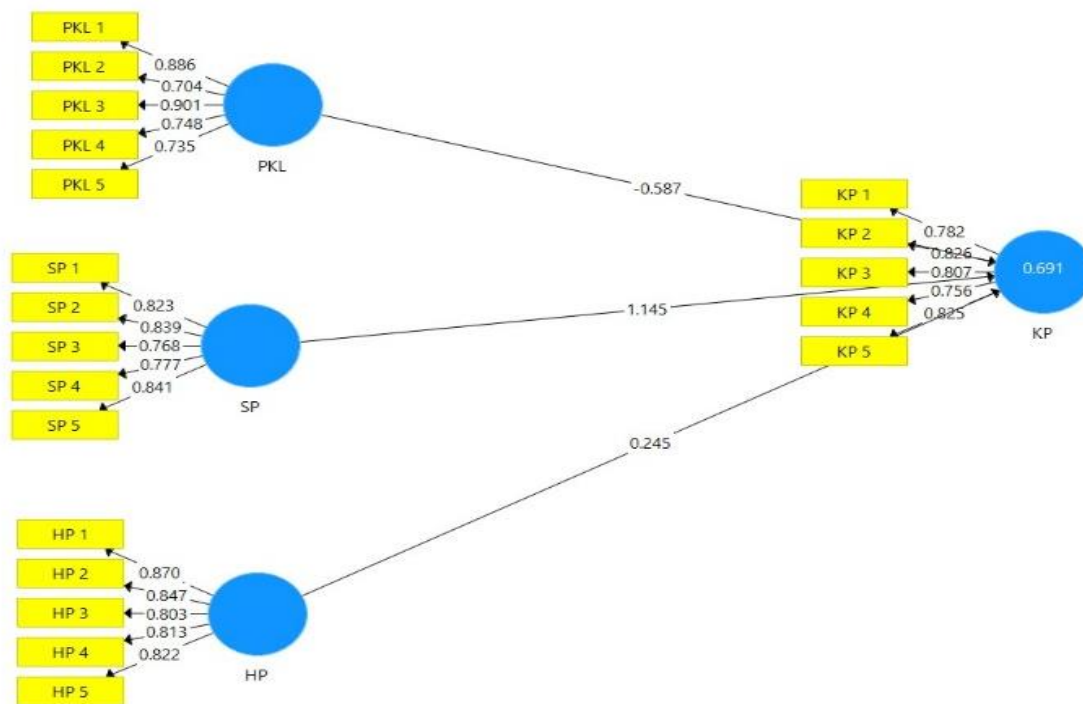 PKL 1
PKL 2
PKL 3
PKL 4
PKL 5
0.886
0.704
0.901
0.748
0.735
PKL
-0.587
SP 1
SP 2
SP 3
SP 4
SP 5
0.823
0.839
0.768
0.777
0.841
SP
1.145
HP 1
HP 2
HP 3
HP 4
HP 5
0.870
0.847
0.803
0.813
0.822
HP
0.245
KP 1
KP 2
KP 3
KP 4
KP 5
0.782
0.826
0.807
0.756
0.825
0.691
KP